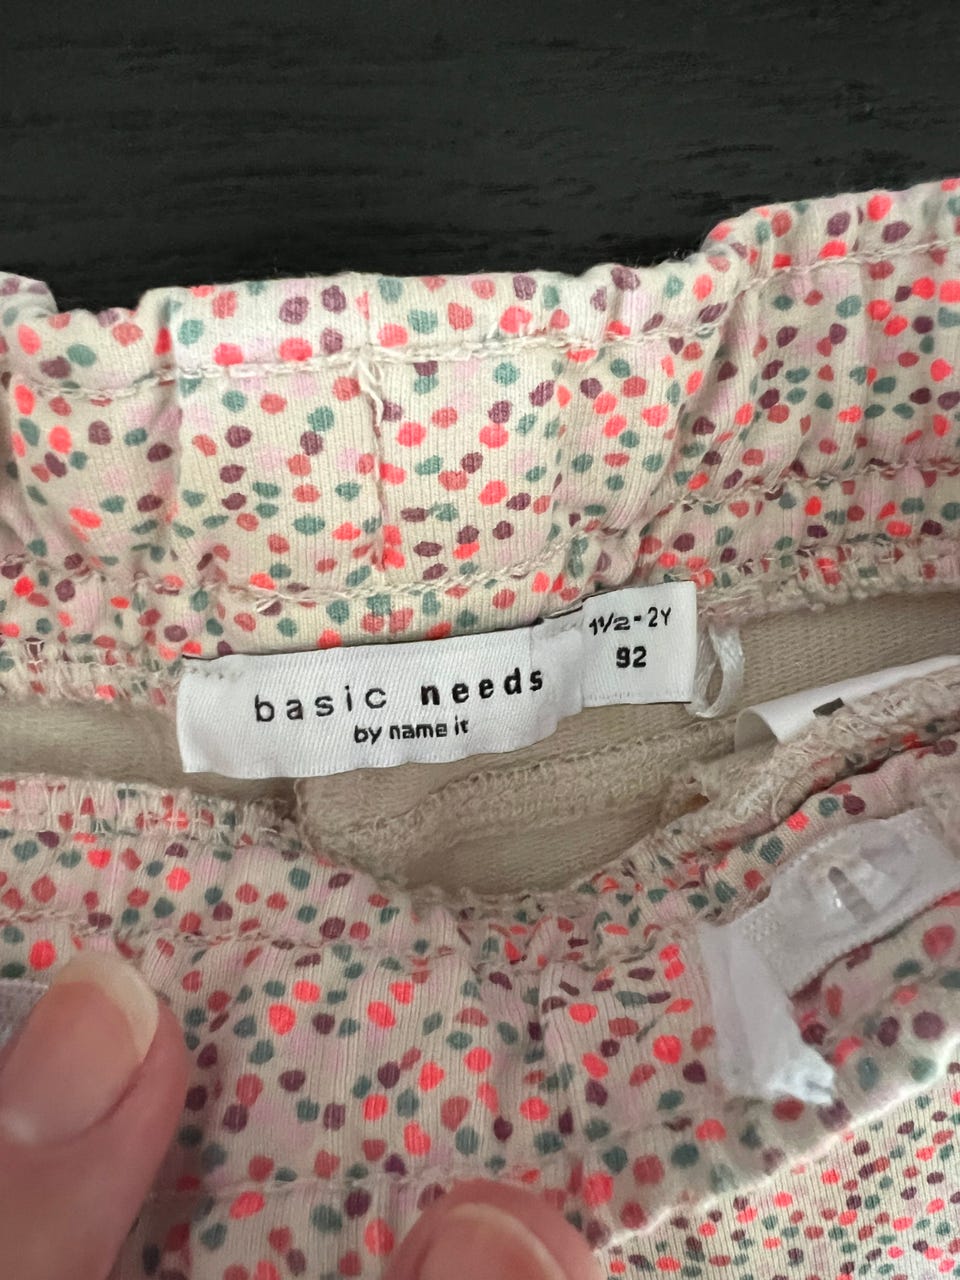 basic needs
by name it
1½-2Y
92